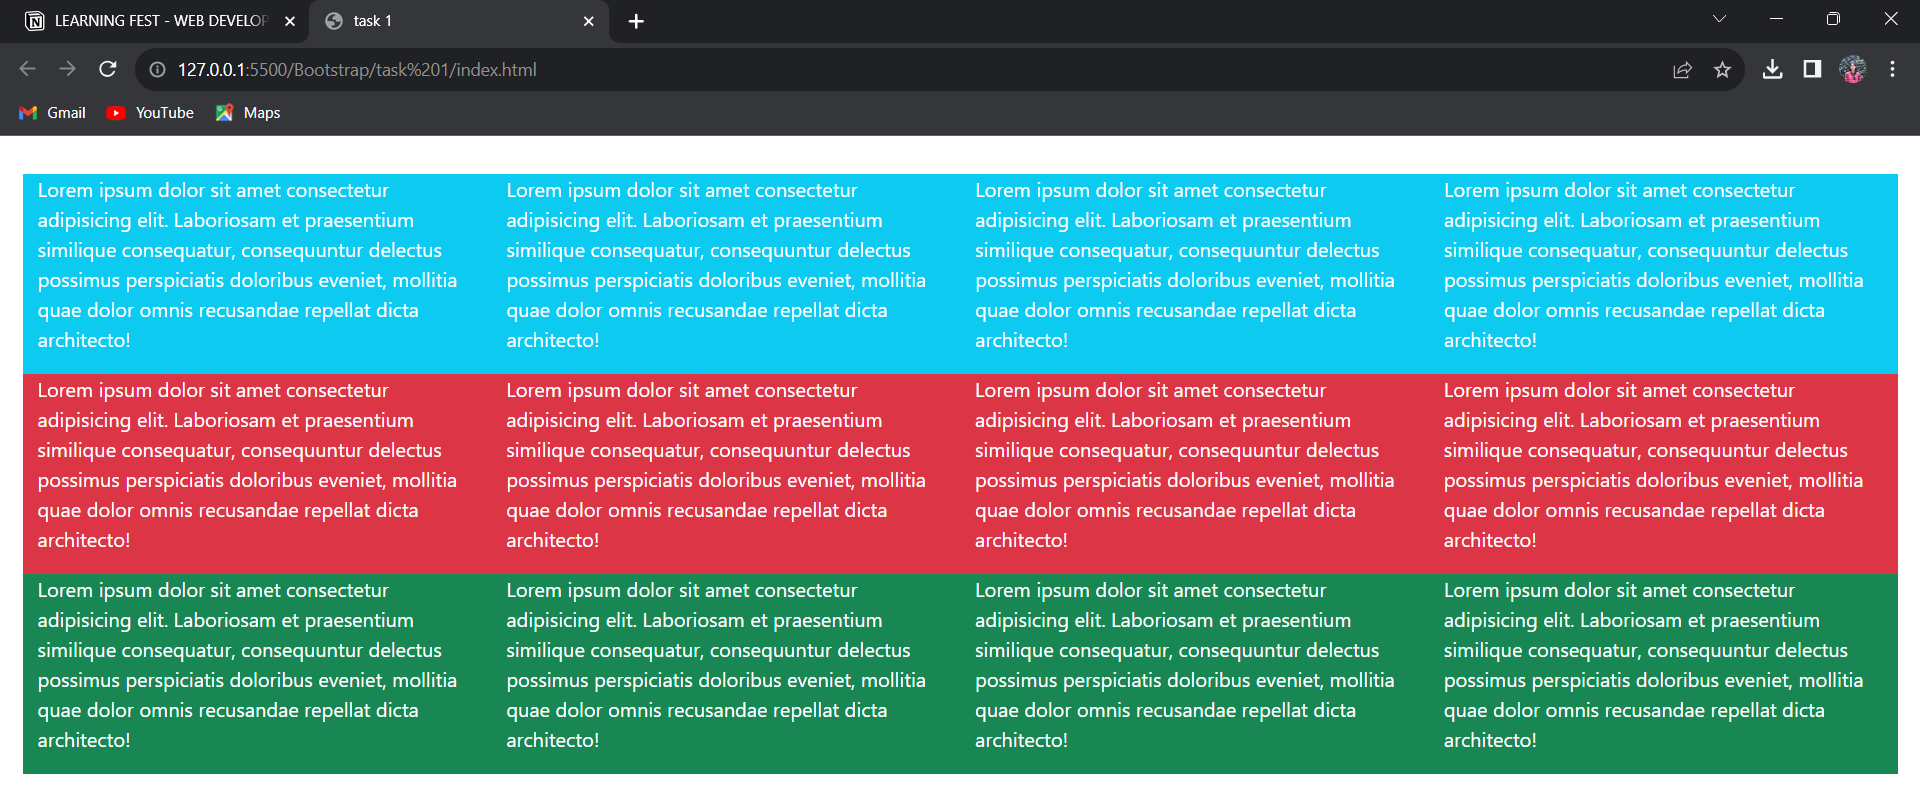 LEARNING FEST - WEB DEVELOP
task 1
127.0.0.1:5500/Bootstrap/task%201/index.html
Gmail
YouTube
Maps
Lorem ipsum dolor sit amet consectetur
adipisicing elit. Laboriosam et praesentium
similique consequatur, consequuntur delectus
possimus perspiciatis doloribus eveniet, mollitia
quae dolor omnis recusandae repellat dicta
architecto!
Lorem ipsum dolor sit amet consectetur
adipisicing elit. Laboriosam et praesentium
similique consequatur, consequuntur delectus
possimus perspiciatis doloribus eveniet, mollitia
quae dolor omnis recusandae repellat dicta
architecto!
Lorem ipsum dolor sit amet consectetur
adipisicing elit. Laboriosam et praesentium
similique consequatur, consequuntur delectus
possimus perspiciatis doloribus eveniet, mollitia
quae dolor omnis recusandae repellat dicta
architecto!
Lorem ipsum dolor sit amet consectetur
adipisicing elit. Laboriosam et praesentium
similique consequatur, consequuntur delectus
possimus perspiciatis doloribus eveniet, mollitia
quae dolor omnis recusandae repellat dicta
architecto!
Lorem ipsum dolor sit amet consectetur
adipisicing elit. Laboriosam et praesentium
similique consequatur, consequuntur delectus
possimus perspiciatis doloribus eveniet, mollitia
quae dolor omnis recusandae repellat dicta
architecto!
Lorem ipsum dolor sit amet consectetur
adipisicing elit. Laboriosam et praesentium
similique consequatur, consequuntur delectus
possimus perspiciatis doloribus eveniet, mollitia
quae dolor omnis recusandae repellat dicta
architecto!
Lorem ipsum dolor sit amet consectetur
adipisicing elit. Laboriosam et praesentium
similique consequatur, consequuntur delectus
possimus perspiciatis doloribus eveniet, mollitia
quae dolor omnis recusandae repellat dicta
architecto!
Lorem ipsum dolor sit amet consectetur
adipisicing elit. Laboriosam et praesentium
similique consequatur, consequuntur delectus
possimus perspiciatis doloribus eveniet, mollitia
quae dolor omnis recusandae repellat dicta
architecto!
Lorem ipsum dolor sit amet consectetur
adipisicing elit. Laboriosam et praesentium
similique consequatur, consequuntur delectus
possimus perspiciatis doloribus eveniet, mollitia
quae dolor omnis recusandae repellat dicta
architecto!
Lorem ipsum dolor sit amet consectetur
adipisicing elit. Laboriosam et praesentium
similique consequatur, consequuntur delectus
possimus perspiciatis doloribus eveniet, mollitia
quae dolor omnis recusandae repellat dicta
architecto!
Lorem ipsum dolor sit amet consectetur
adipisicing elit. Laboriosam et praesentium
similique consequatur, consequuntur delectus
possimus perspiciatis doloribus eveniet, mollitia
quae dolor omnis recusandae repellat dicta
architecto!
Lorem ipsum dolor sit amet consectetur
adipisicing elit. Laboriosam et praesentium
similique consequatur, consequuntur delectus
possimus perspiciatis doloribus eveniet, mollitia
quae dolor omnis recusandae repellat dicta
architecto!